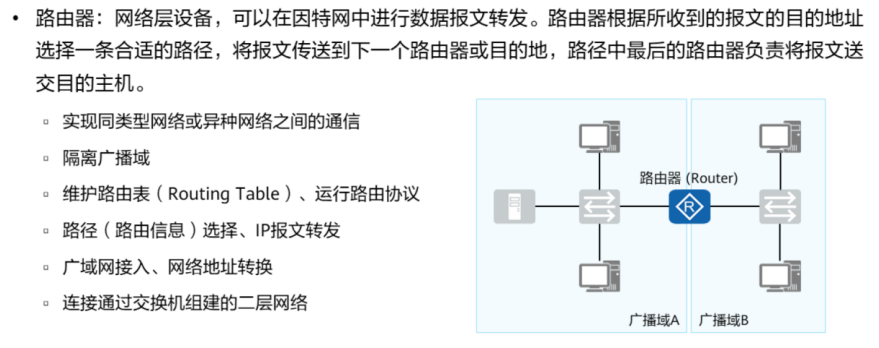 • 路由器：网络层设备，可以在因特网中进行数据报文转发。路由器根据所收到的报文的目的地址
选择一条合适的路径，将报文传送到下一个路由器或目的地，路径中最后的路由器负责将报文送
交目的主机。
▫ 实现同类型网络或异种网络之间的通信
▫ 隔离广播域
▫ 维护路由表（Routing Table）、运行路由协议
▫ 路径（路由信息）选择、IP报文转发
▫ 广域网接入、网络地址转换
▫ 连接通过交换机组建的二层网络
路由器 (Router)
R
广播域A
广播域B